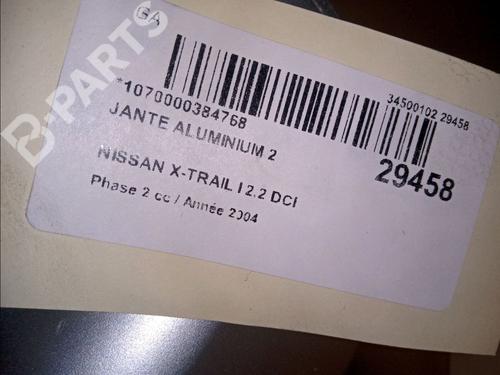 GA
B-PARTS
34500102 29458
*1070000384768
JANTE ALUMINIUM 2
29458
NISSAN X-TRAIL I 2.2 DCI
Phase 2 cc / Année 2004